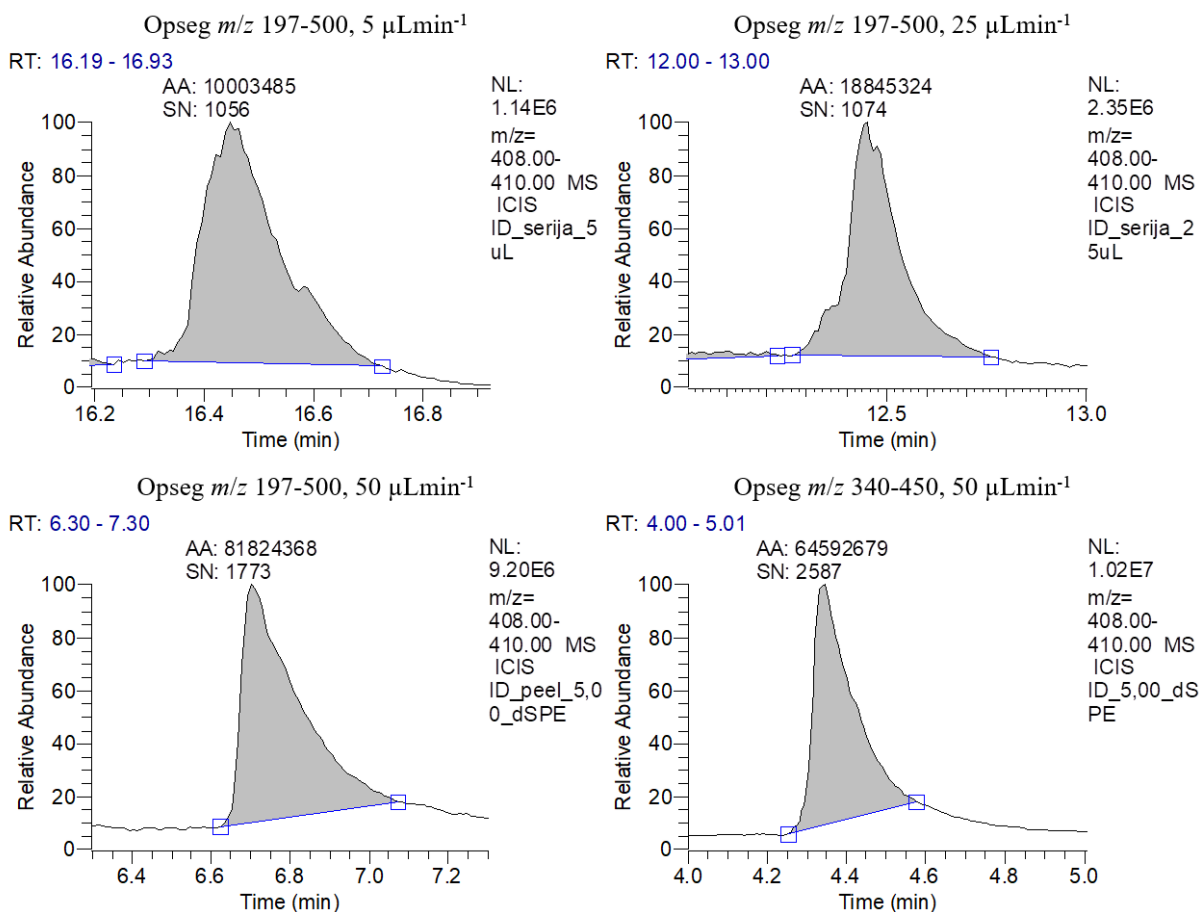 Opseg m/z 197-500, 5 µLmin⁻¹
RT: 16.19 - 16.93
AA: 10003485
SN: 1056
NL:
1.14E6
m/z=
408.00-
410.00 MS
ICIS
ID_serija_5
uL
Relative Abundance
100
80
60
40
20
0
16.2 16.4 16.6 16.8
Time (min)
Opseg m/z 197-500, 25 µLmin⁻¹
RT: 12.00 - 13.00
AA: 18845324
SN: 1074
NL:
2.35E6
m/z=
408.00-
410.00 MS
ICIS
ID_serija_2
5uL
Relative Abundance
100
80
60
40
20
0
12.5 13.0
Time (min)
Opseg m/z 197-500, 50 µLmin⁻¹
RT: 6.30 - 7.30
AA: 81824368
SN: 1773
NL:
9.20E6
m/z=
408.00-
410.00 MS
ICIS
ID_peel_5,0
0_dSPE
Relative Abundance
100
80
60
40
20
0
6.4 6.6 6.8 7.0 7.2
Time (min)
Opseg m/z 340-450, 50 µLmin⁻¹
RT: 4.00 - 5.01
AA: 64592679
SN: 2587
NL:
1.02E7
m/z=
408.00-
410.00 MS
ICIS
ID_5,00_dS
PE
Relative Abundance
100
80
60
40
20
0
4.0 4.2 4.4 4.6 4.8 5.0
Time (min)